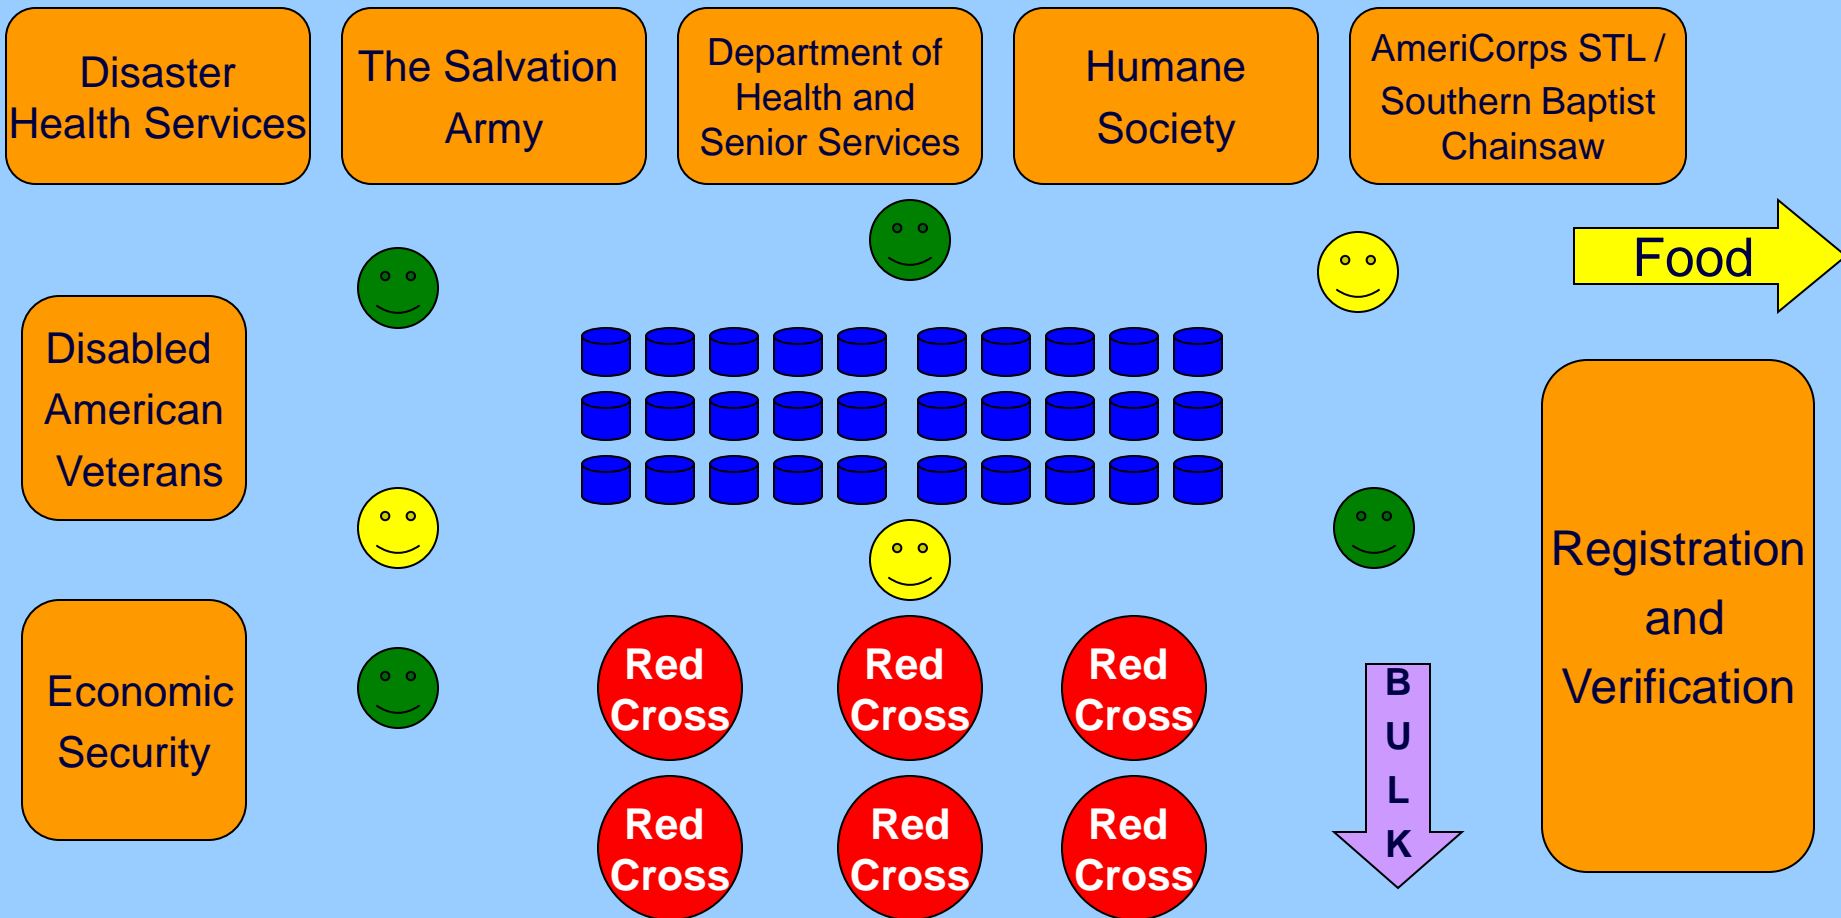 Disaster
Health Services
The Salvation
Army
Department of
Health and
Senior Services
Humane
Society
AmeriCorps STL /
Southern Baptist
Chainsaw
Food
Disabled
American
Veterans
Registration
and
Verification
Economic
Security
Red
Cross
Red
Cross
Red
Cross
B
U
L
K
Red
Cross
Red
Cross
Red
Cross